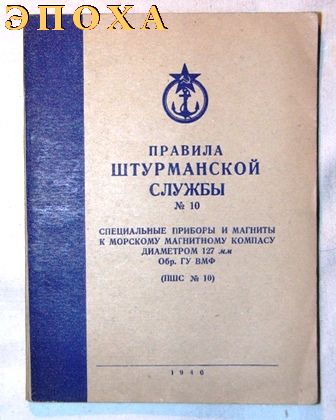 ЭПОХА
ПРАВИЛА
ШТУРМАНСКОЙ
СЛУЖБЫ
№ 10
СПЕЦИАЛЬНЫЕ ПРИБОРЫ И МАГНИТЫ
К МОРСКОМУ МАГНИТНОМУ КОМПАСУ
ДИАМЕТРОМ 127 мм
Обр. ГУ ВМФ
(ПШС № 10)
1946